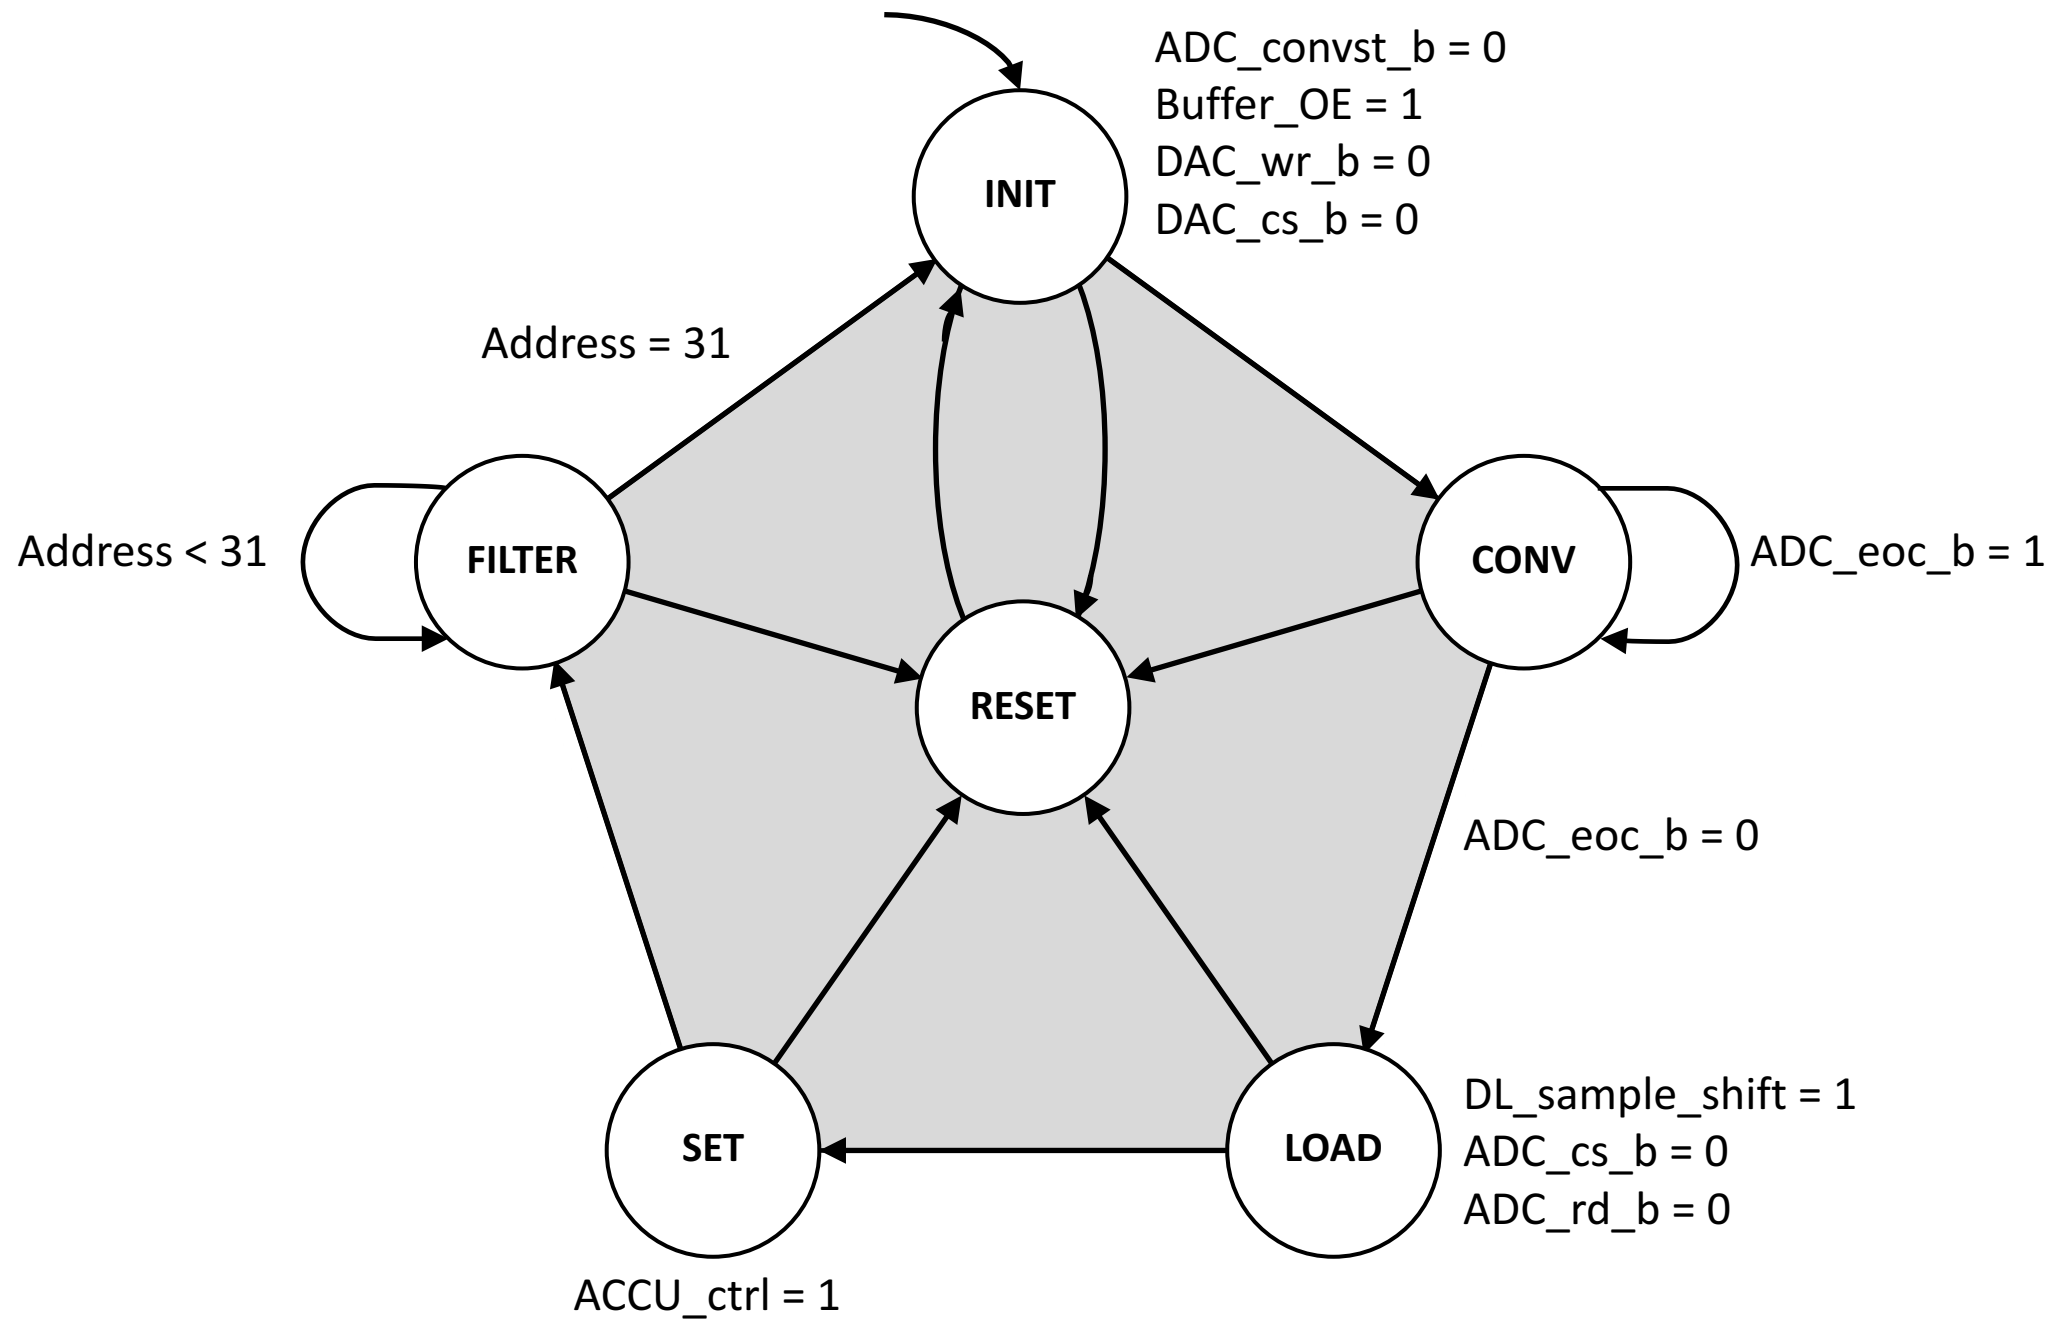 ADC_convst_b = 0
Buffer_OE = 1
DAC_wr_b = 0
DAC_cs_b = 0
INIT
Address = 31
Address < 31
FILTER
CONV
ADC_eoc_b = 1
RESET
ADC_eoc_b = 0
SET
LOAD
DL_sample_shift = 1
ADC_cs_b = 0
ADC_rd_b = 0
ACCU_ctrl = 1